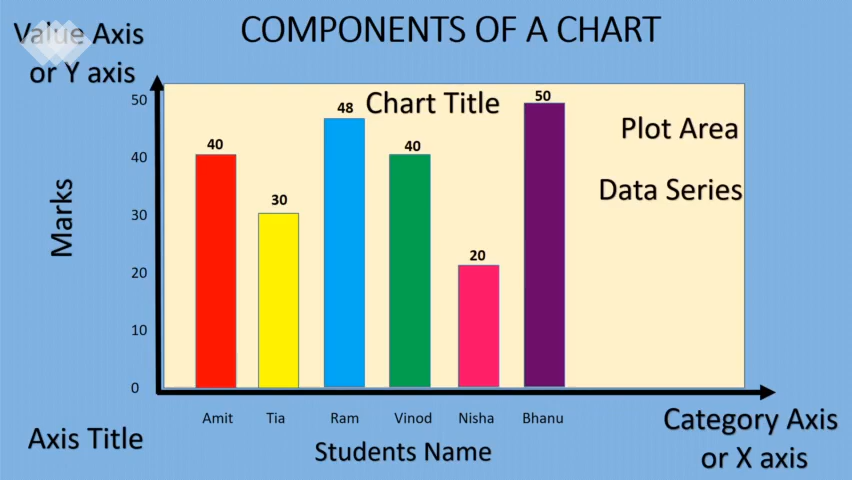 COMPONENTS OF A CHART
Value Axis
or Y axis
Chart Title
Plot Area
Data Series
Marks
50
40
30
20
10
0
40
30
48
40
20
50
Amit Tia Ram Vinod Nisha Bhanu
Axis Title
Students Name
Category Axis
or X axis